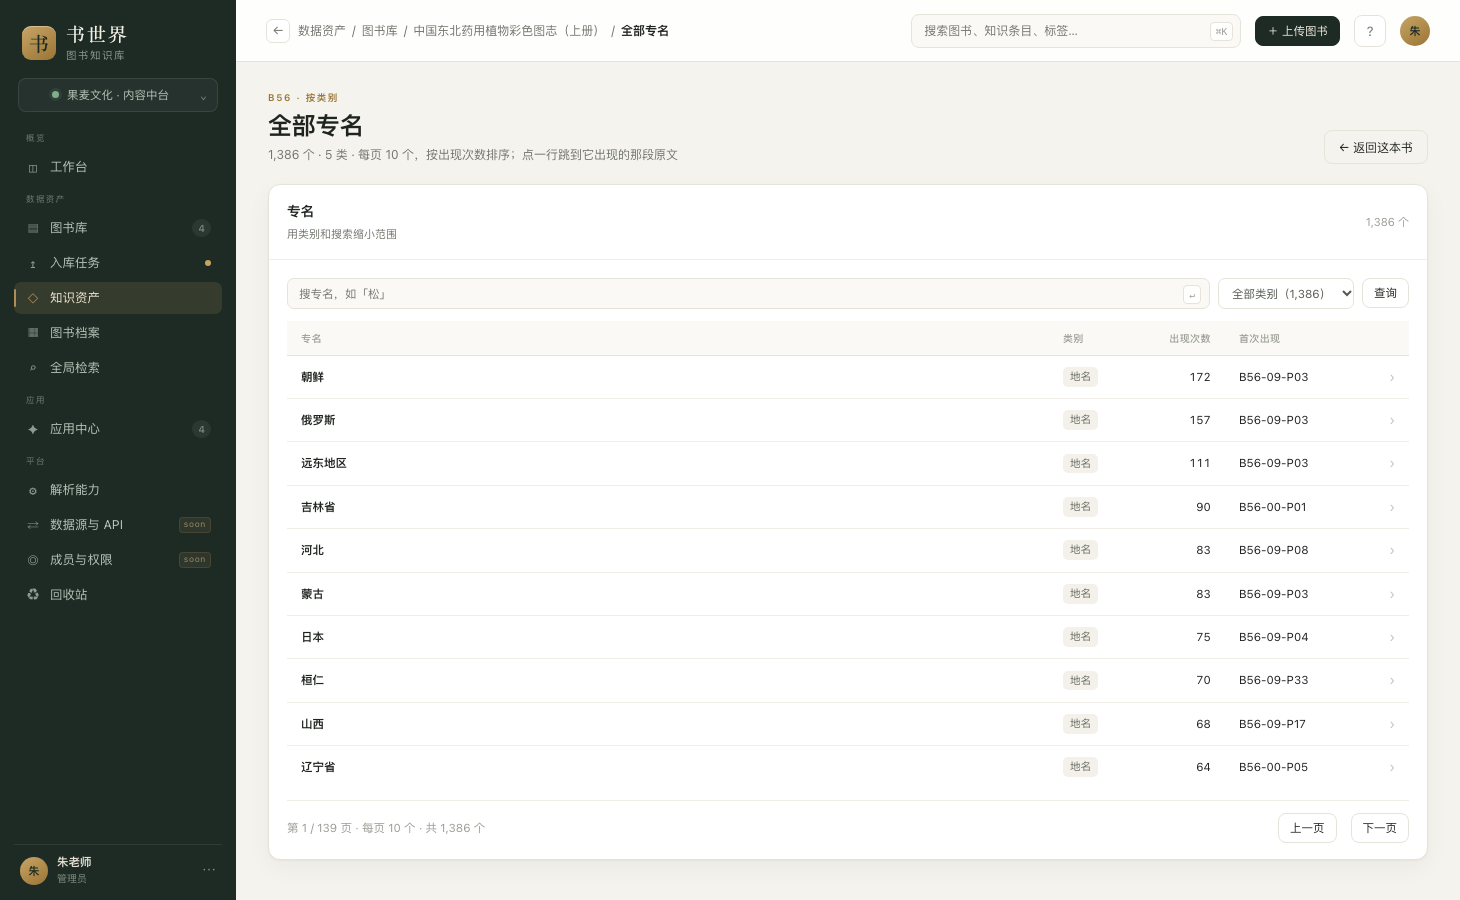 书
书世界
图书知识库
果麦文化 · 内容中台
概览
工作台
数据资产
图书库 4
入库任务
知识资产
图书档案
全局检索
应用
应用中心 4
平台
解析能力
数据源与 API soon
成员与权限 soon
回收站
朱
朱老师
管理员
← 数据资产 / 图书库 / 中国东北药用植物彩色图志（上册） / 全部专名
搜索图书、知识条目、标签... ⌘K
+ 上传图书
?
朱
B56 · 按类别
全部专名
1,386 个 · 5 类 · 每页 10 个，按出现次数排序；点一行跳到它出现的那段原文
← 返回这本书
专名
用类别和搜索缩小范围
1,386 个
搜专名，如「松」 ↵
全部类别（1,386）
查询
专名 类别 出现次数 首次出现
朝鲜 地名 172 B56-09-P03 ›
俄罗斯 地名 157 B56-09-P03 ›
远东地区 地名 111 B56-09-P03 ›
吉林省 地名 90 B56-00-P01 ›
河北 地名 83 B56-09-P08 ›
蒙古 地名 83 B56-09-P03 ›
日本 地名 75 B56-09-P04 ›
桓仁 地名 70 B56-09-P33 ›
山西 地名 68 B56-09-P17 ›
辽宁省 地名 64 B56-00-P05 ›
第 1 / 139 页 · 每页 10 个 · 共 1,386 个
上一页
下一页